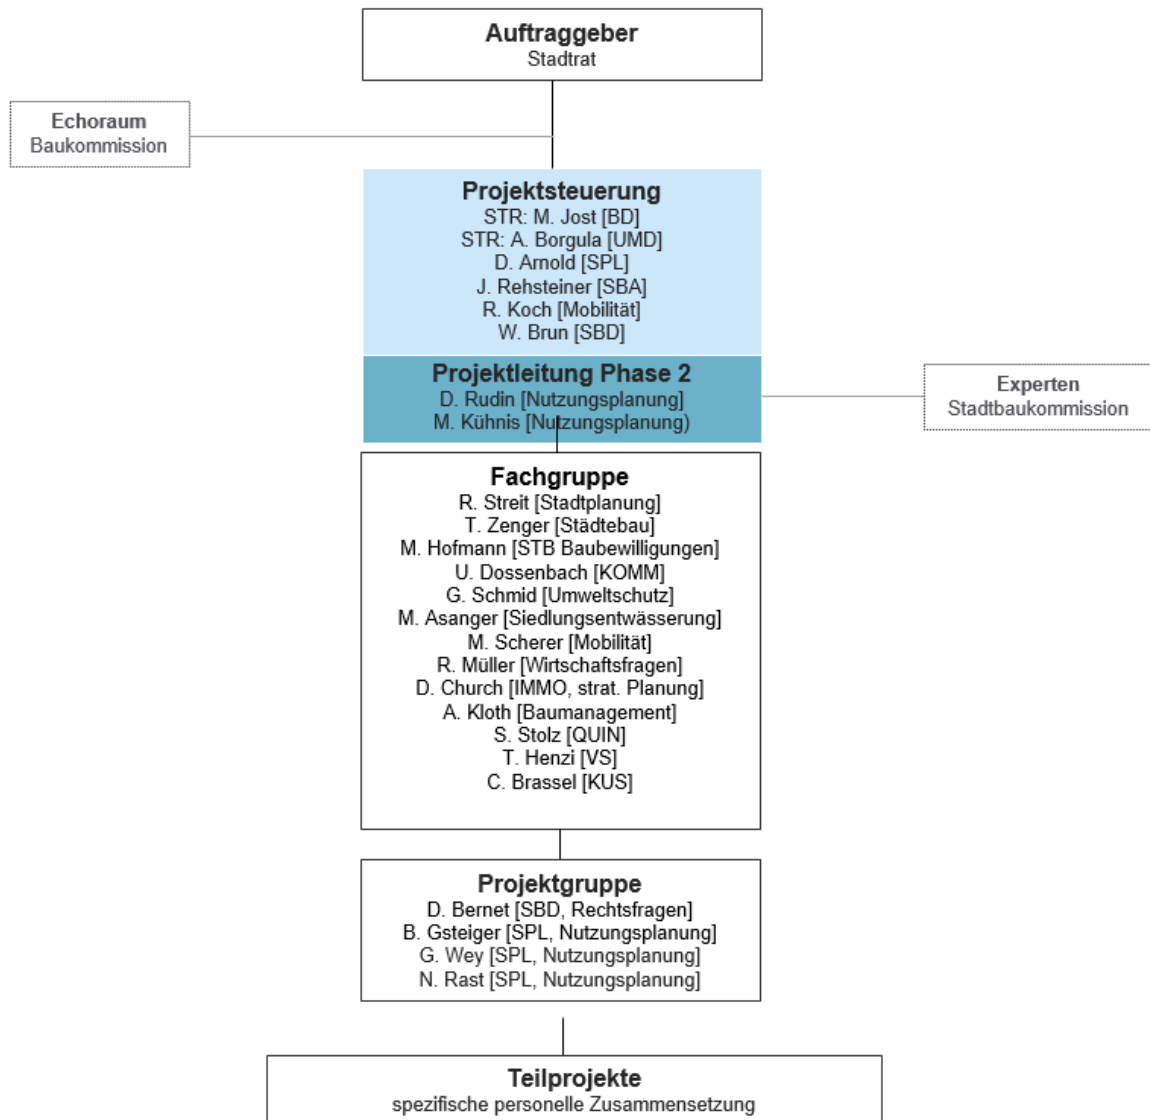 Auftraggeber
Stadtrat
Echoraum
Baukommission
Projektsteuerung
STR: M. Jost [BD]
STR: A. Borgula [UMD]
D. Arnold [SPL]
J. Rehsteiner [SBA]
R. Koch [Mobilität]
W. Brun [SBD]
Projektleitung Phase 2
D. Rudin [Nutzungsplanung]
M. Kühnis [Nutzungsplanung)
Experten
Stadtbaukommission
Fachgruppe
R. Streit [Stadtplanung]
T. Zenger [Städtebau]
M. Hofmann [STB Baubewilligungen]
U. Dossenbach [KOMM]
G. Schmid [Umweltschutz]
M. Asanger [Siedlungsentwässerung]
M. Scherer [Mobilität]
R. Müller [Wirtschaftsfragen]
D. Church [IMMO, strat. Planung]
A. Kloth [Baumanagement]
S. Stolz [QUIN]
T. Henzi [VS]
C. Brassel [KUS]
Projektgruppe
D. Bernet [SBD, Rechtsfragen]
B. Gsteiger [SPL, Nutzungsplanung]
G. Wey [SPL, Nutzungsplanung]
N. Rast [SPL, Nutzungsplanung]
Teilprojekte
spezifische personelle Zusammensetzung